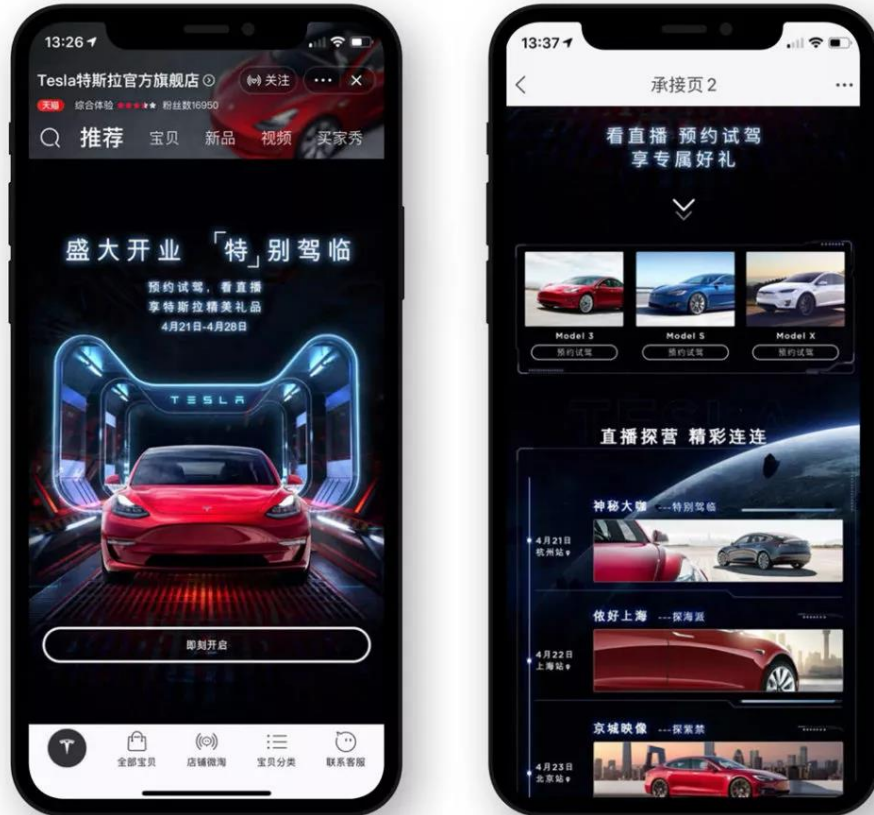 13:26
Tesla特斯拉官方旗舰店
关注
天猫 综合体验 粉丝数16950
推荐 宝贝 新品 视频 买家秀
盛大开业 「特」别驾临
预约试驾，看直播
享特斯拉精美礼品
4月21日-4月28日
TESLA
即刻开启
全部宝贝 店铺微淘 宝贝分类 联系客服
13:37
承接页2
看直播 预约试驾
享专属好礼
Model 3 Model S Model X
预约试驾 预约试驾 预约试驾
TESLA
直播探营 精彩连连
神秘大咖 ---特别驾临
4月21日
杭州站
侬好上海 ---探海派
4月22日
上海站
京城映像 ---探紫禁
4月23日
北京站